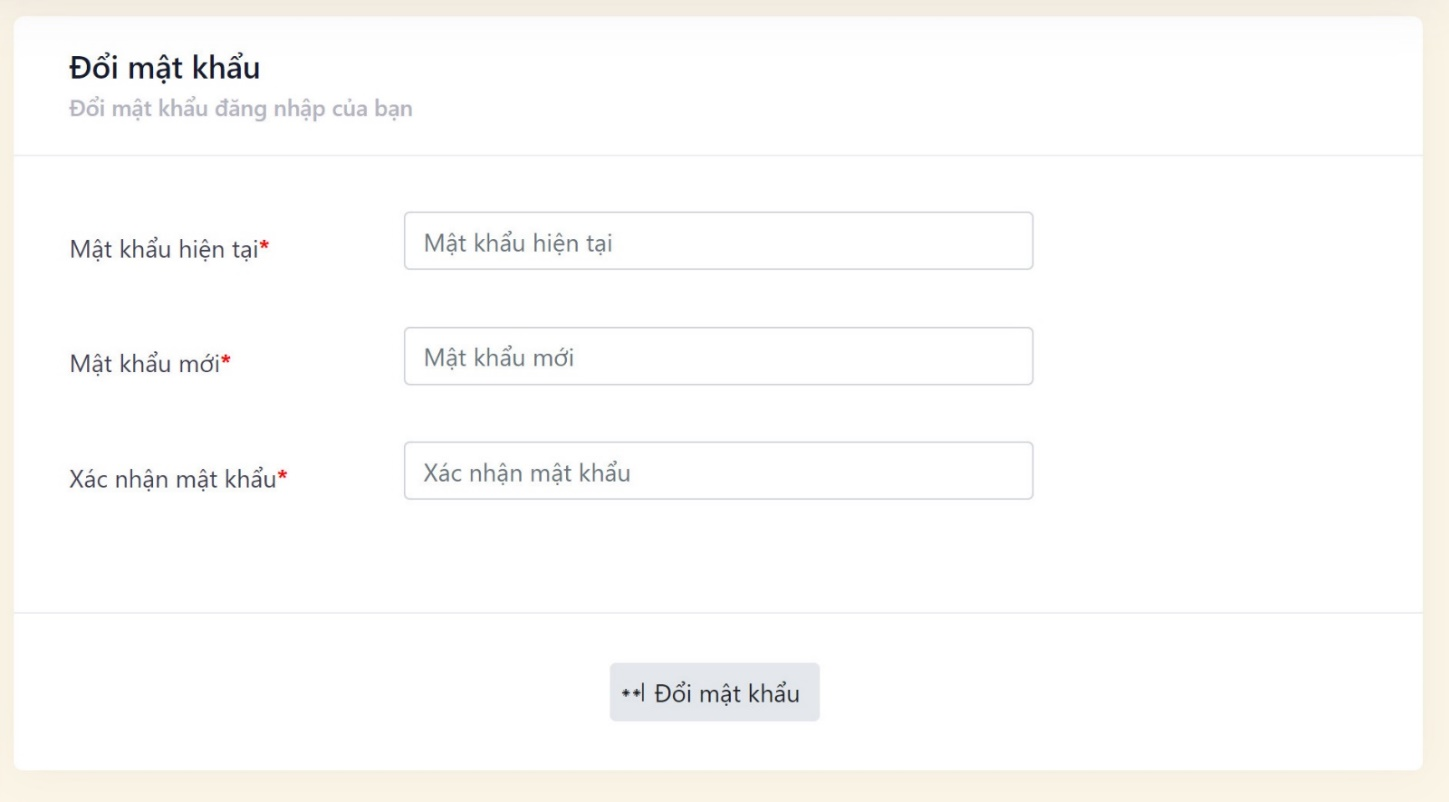 Đổi mật khẩu
Đổi mật khẩu đăng nhập của bạn
Mật khẩu hiện tại* Mật khẩu hiện tại
Mật khẩu mới* Mật khẩu mới
Xác nhận mật khẩu* Xác nhận mật khẩu
Đổi mật khẩu